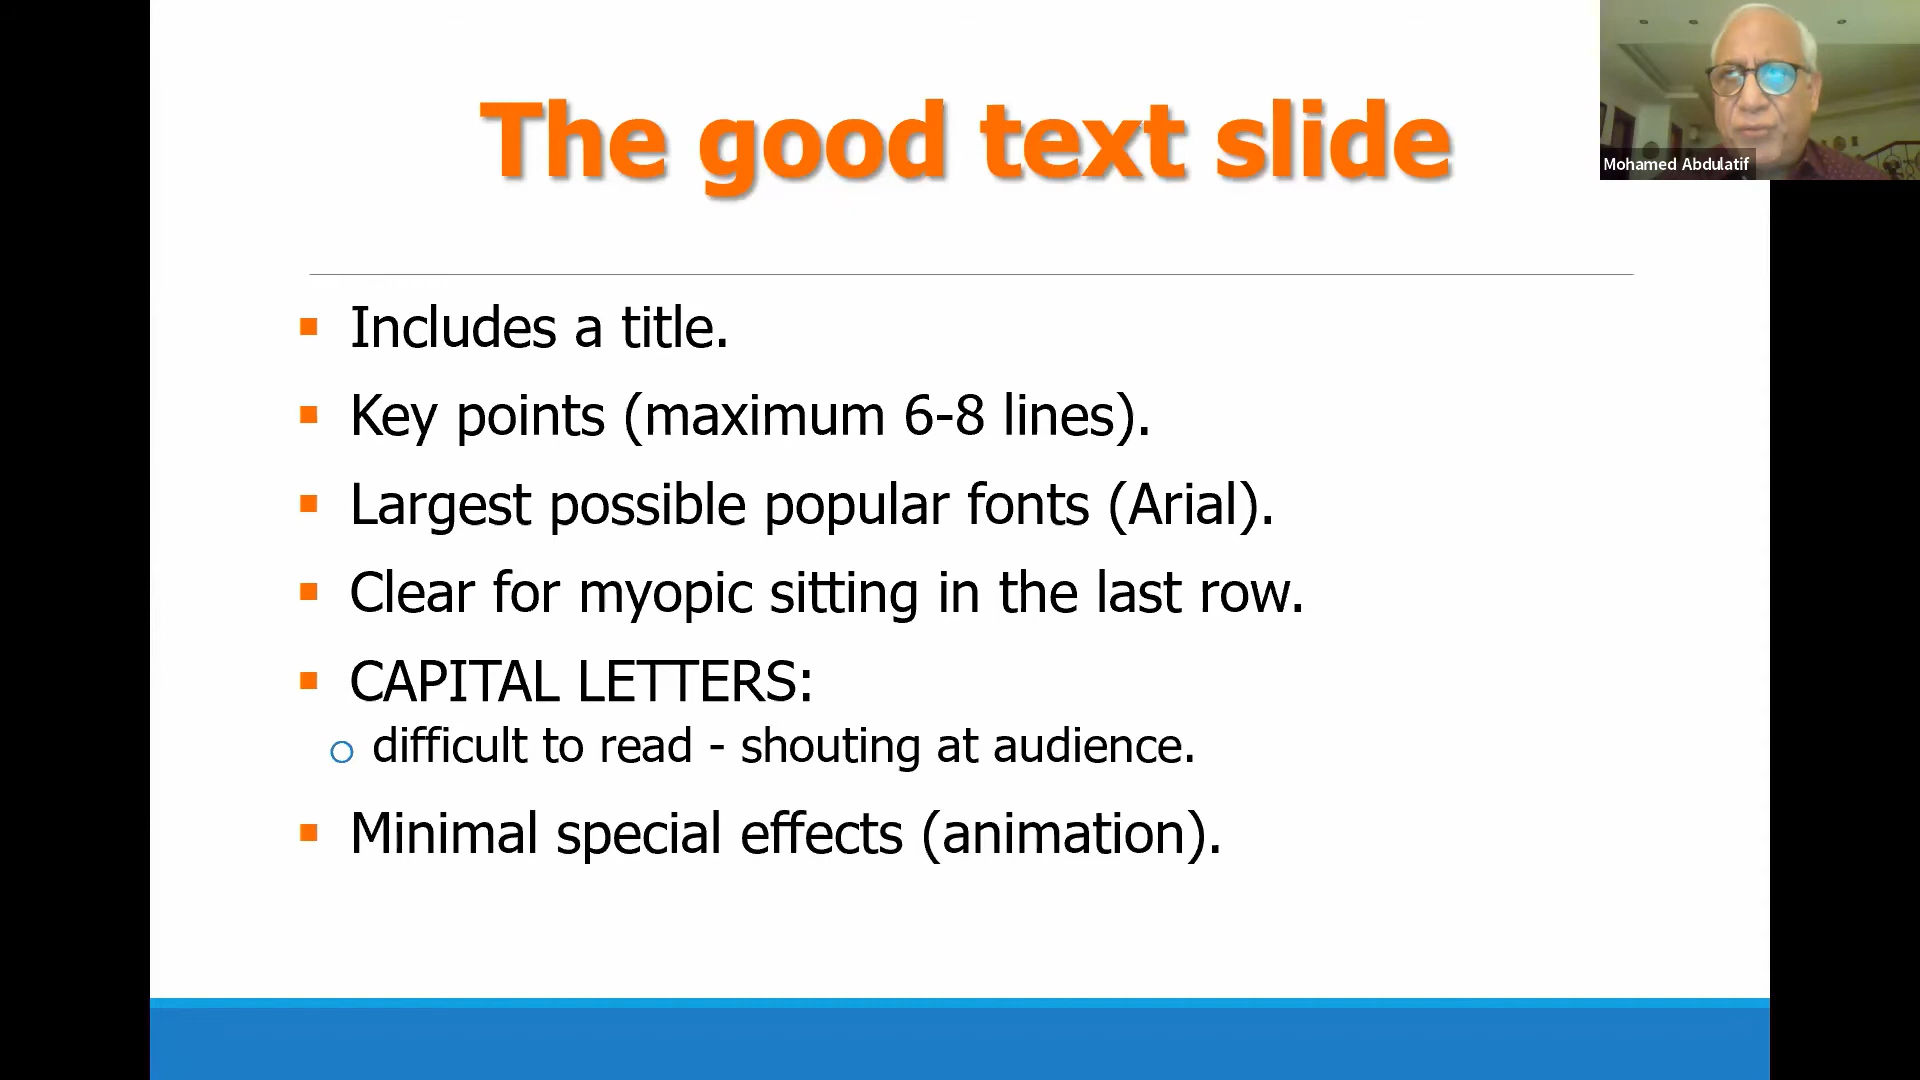 The good text slide
Mohamed Abdulatif
Includes a title.
Key points (maximum 6-8 lines).
Largest possible popular fonts (Arial).
Clear for myopic sitting in the last row.
CAPITAL LETTERS:
difficult to read - shouting at audience.
Minimal special effects (animation).